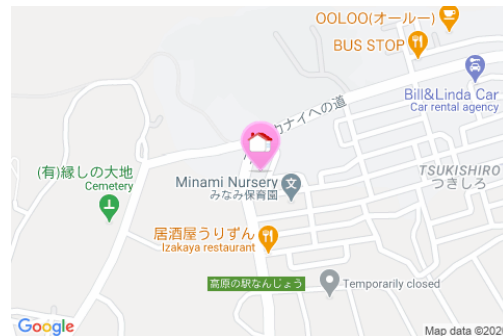 OOLOO(オールー)
BUS STOP
Bill&Linda Car
Car rental agency
カナイへの道
(有)縁しの大地
Cemetery
TSUKISHIRO
つきしろ
Minami Nursery
みなみ保育園
居酒屋うりずん
Izakaya restaurant
高原の駅なんじょう
Temporarily closed
Google
Map data ©202